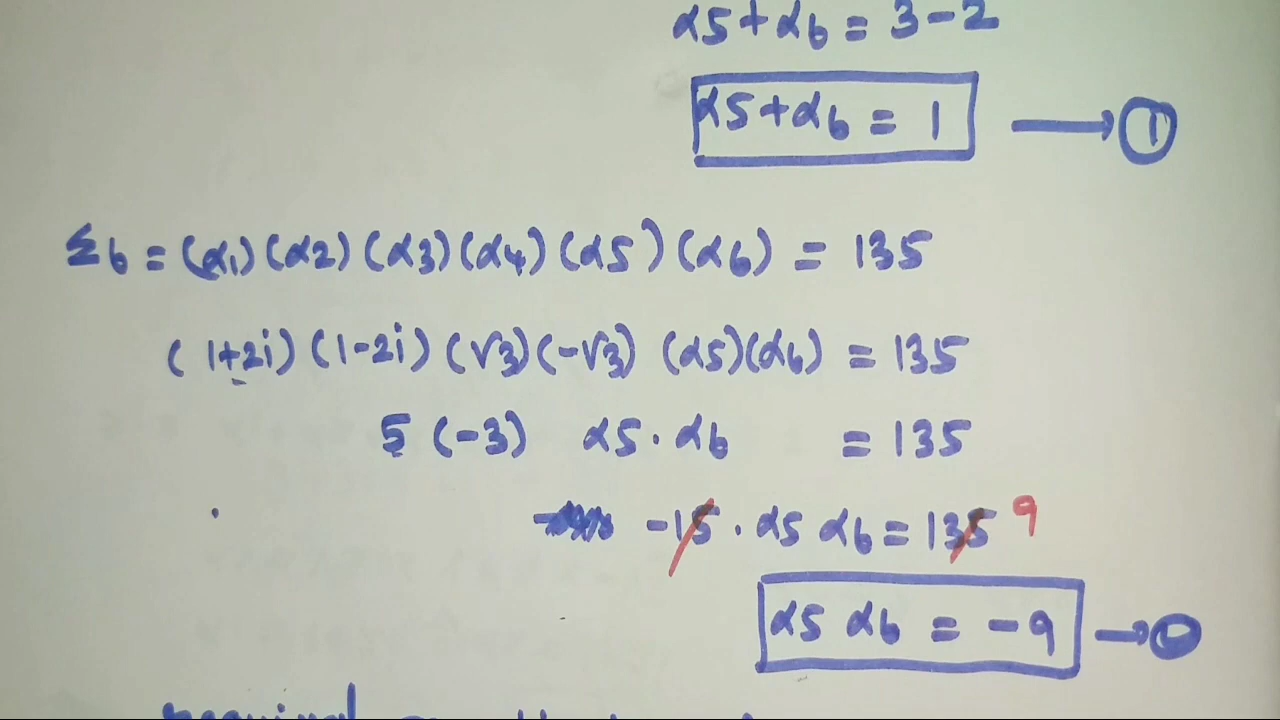 α5+α6 = 3-2
α5+α6 = 1 → ①
Σ6 = (α1) (α2) (α3) (α4) (α5) (α6) = 135
(1+2i) (1-2i) (√3) (-√3) (α5)(α6) = 135
5 (-3) α5 . α6 = 135
-15 . α5 α6 = 135 9
α5 α6 = -9 →
required